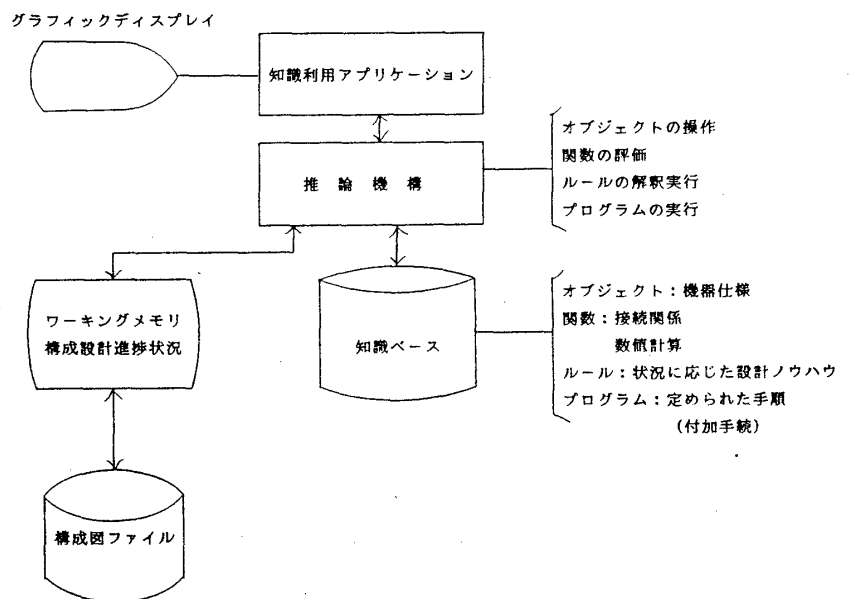 グラフィックディスプレイ
知識利用アプリケーション
推論機構
オブジェクトの操作
関数の評価
ルールの解釈実行
プログラムの実行
ワーキングメモリ
構成設計進捗状況
知識ベース
オブジェクト：機器仕様
関数：接続関係
数値計算
ルール：状況に応じた設計ノウハウ
プログラム：定められた手順
（付加手続）
構成図ファイル